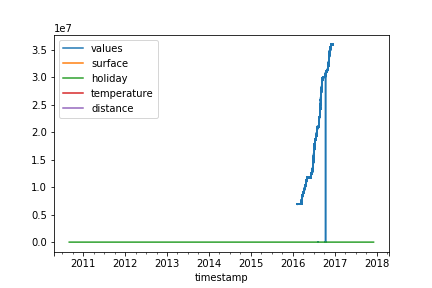 1e7
values
surface
holiday
temperature
distance
3.5
3.0
2.5
2.0
1.5
1.0
0.5
0.0
2011 2012 2013 2014 2015 2016 2017 2018
timestamp